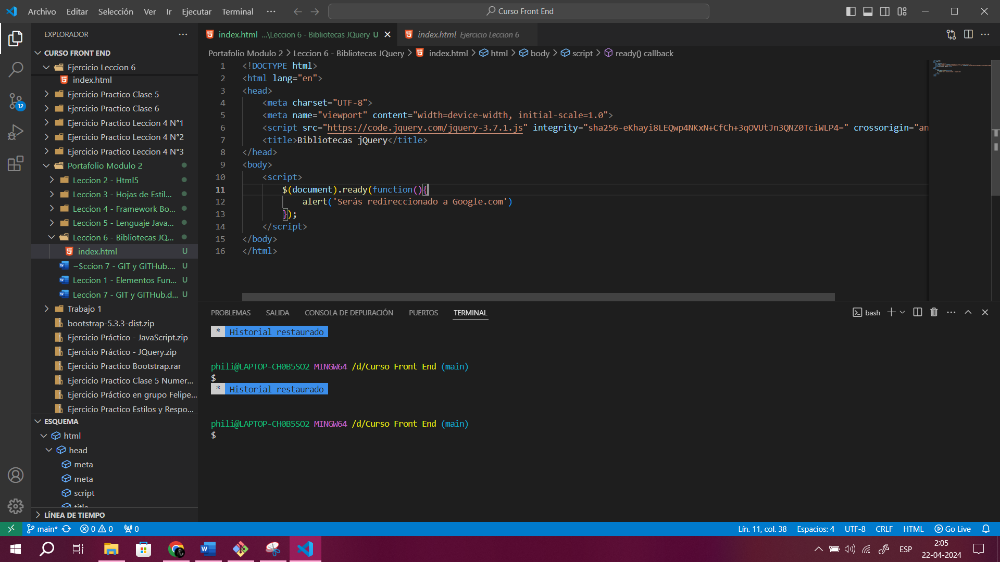 Archivo Editar Selección Ver Ir Ejecutar Terminal ··· Curso Front End
EXPLORADOR ···
CURSO FRONT END
Ejercicio Leccion 6
index.html
Ejercicio Practico Clase 5
Ejercicio Practico Clase 6
Ejercicio Practico Leccion 4 N°1
Ejercicio Practico Leccion 4 N°2
Ejercicio Practico Leccion 4 N°3
Portafolio Modulo 2
Leccion 2 - Html5
Leccion 3 - Hojas de Estil...
Leccion 4 - Framework Bo...
Leccion 5 - Lenguaje Java...
Leccion 6 - Bibliotecas JQ...
index.html U
~$ccion 7 - GIT y GITHub.... U
Leccion 1 - Elementos Fun... U
Leccion 7 - GIT y GITHub.d... U
Trabajo 1
bootstrap-5.3.3-dist.zip
Ejercicio Práctico - JavaScript.zip
Ejercicio Práctico - JQuery.zip
Ejercicio Practico Bootstrap.rar
Ejercicio Practico Clase 5 Numer...
Ejercicio Práctico en grupo Felipe...
Ejercicio Practico Estilos y Respo...
ESQUEMA
html
head
meta
meta
script
title
LÍNEA DE TIEMPO
12
index.html ...\Leccion 6 - Bibliotecas JQuery U index.html Ejercicio Leccion 6
Portafolio Modulo 2 > Leccion 6 - Bibliotecas JQuery > index.html > html > body > script > ready() callback
1 <!DOCTYPE html>
2 <html lang="en">
3 <head>
4 <meta charset="UTF-8">
5 <meta name="viewport" content="width=device-width, initial-scale=1.0">
6 <script src="https://code.jquery.com/jquery-3.7.1.js" integrity="sha256-eKhayi8LEQwp4NKxN+CfCh+3qOVUtJn3QNZ0TciWLP4=" crossorigin="an
7 <title>Bibliotecas jQuery</title>
8 </head>
9 <body>
10 <script>
11 $(document).ready(function(){
12 alert('Serás redireccionado a Google.com')
13 });
14 </script>
15 </body>
16 </html>
PROBLEMAS SALIDA CONSOLA DE DEPURACIÓN PUERTOS TERMINAL bash
* Historial restaurado
phili@LAPTOP-CH0B5SO2 MINGW64 /d/Curso Front End (main)
$
* Historial restaurado
phili@LAPTOP-CH0B5SO2 MINGW64 /d/Curso Front End (main)
$
main* 0 0 0 Lín. 11, col. 38 Espacios: 4 UTF-8 CRLF HTML Go Live
ESP 2:05
22-04-2024